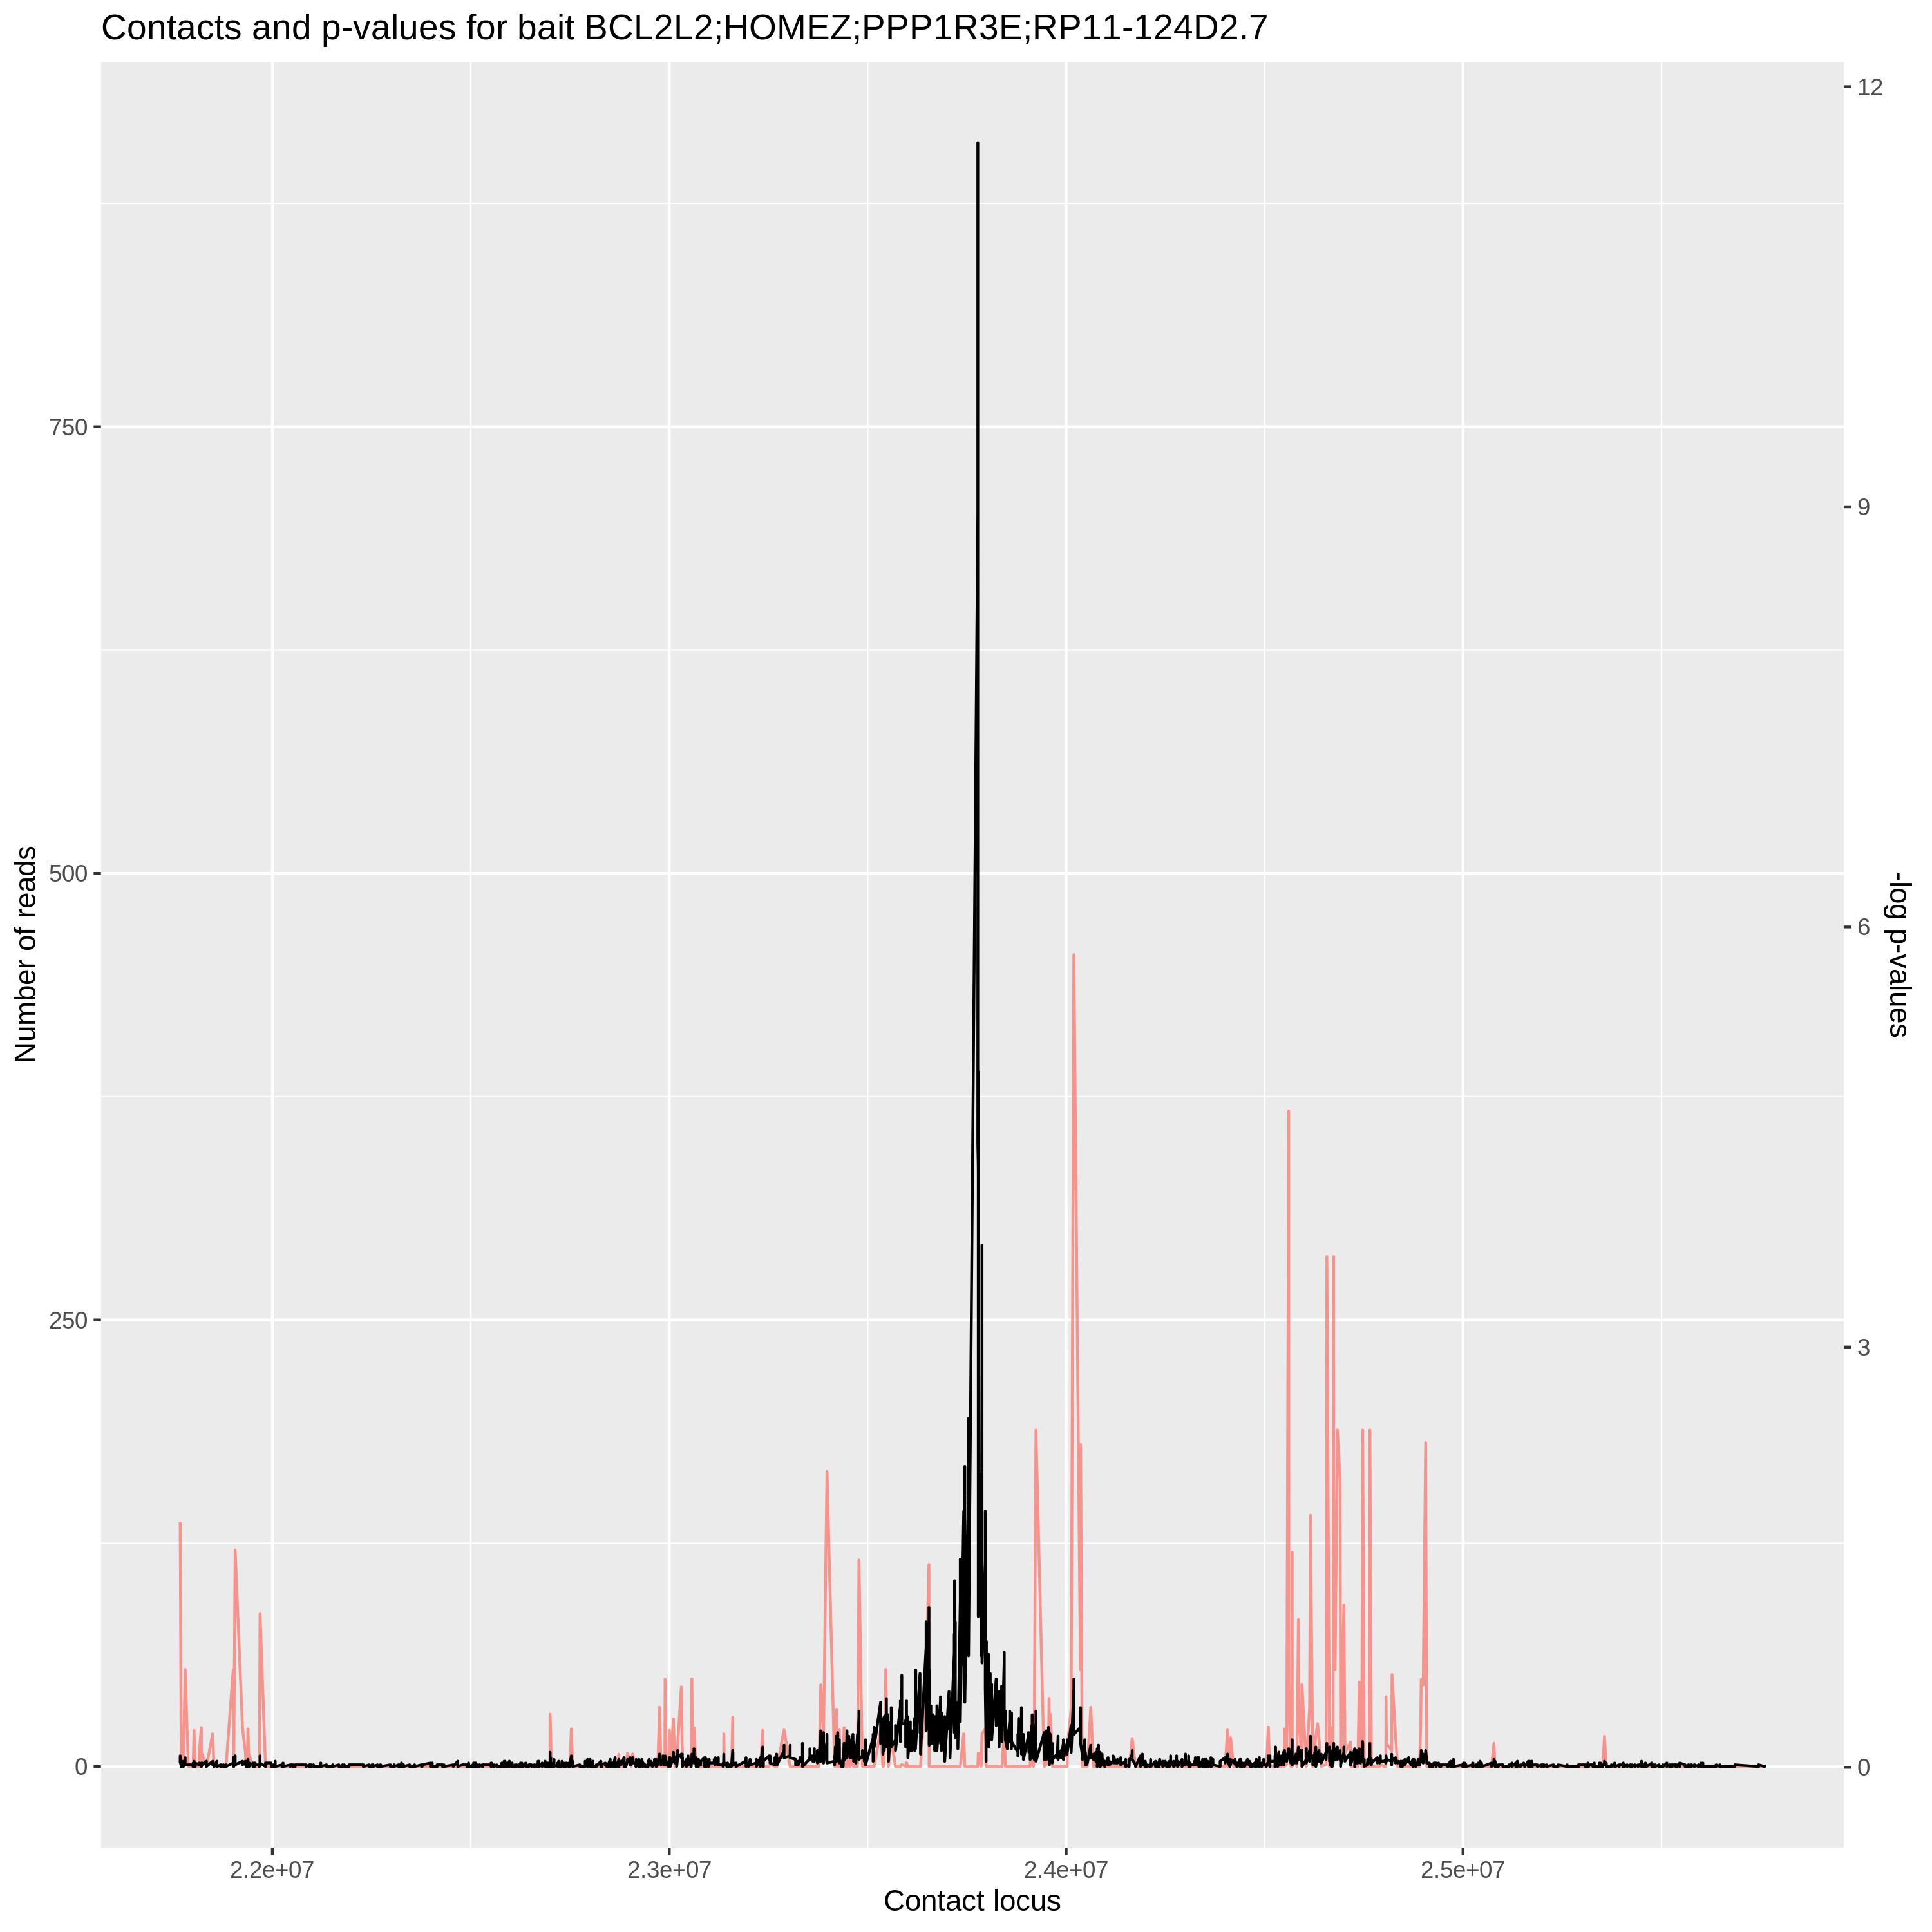 Contacts and p-values for bait BCL2L2;HOMEZ;PPP1R3E;RP11-124D2.7
12
9
6
3
0
-log p-values
750
500
250
0
Number of reads
2.2e+07 2.3e+07 2.4e+07 2.5e+07
Contact locus